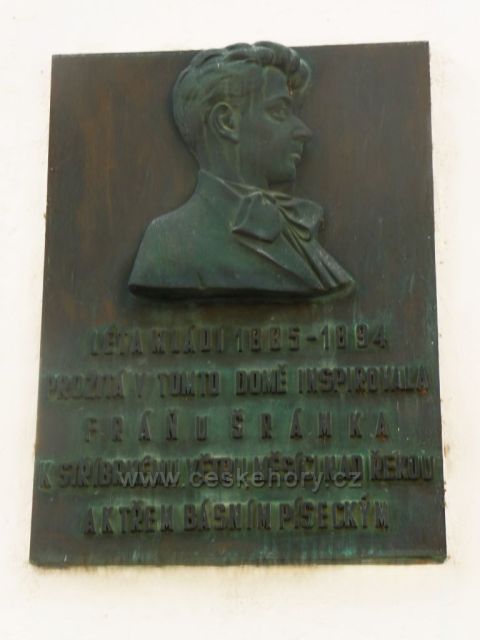 LÉTA MLÁDÍ 1885-1894
PROŽITÁ V TOMTO DOMĚ INSPIROVALA
FRÁŇU ŠRÁMKA
K STŘÍBRNÉMU VĚTRU, MĚSÍCI NAD ŘEKOU
www.ceskehory.cz
A K TŘEM BÁSNÍM PÍSECKÝM